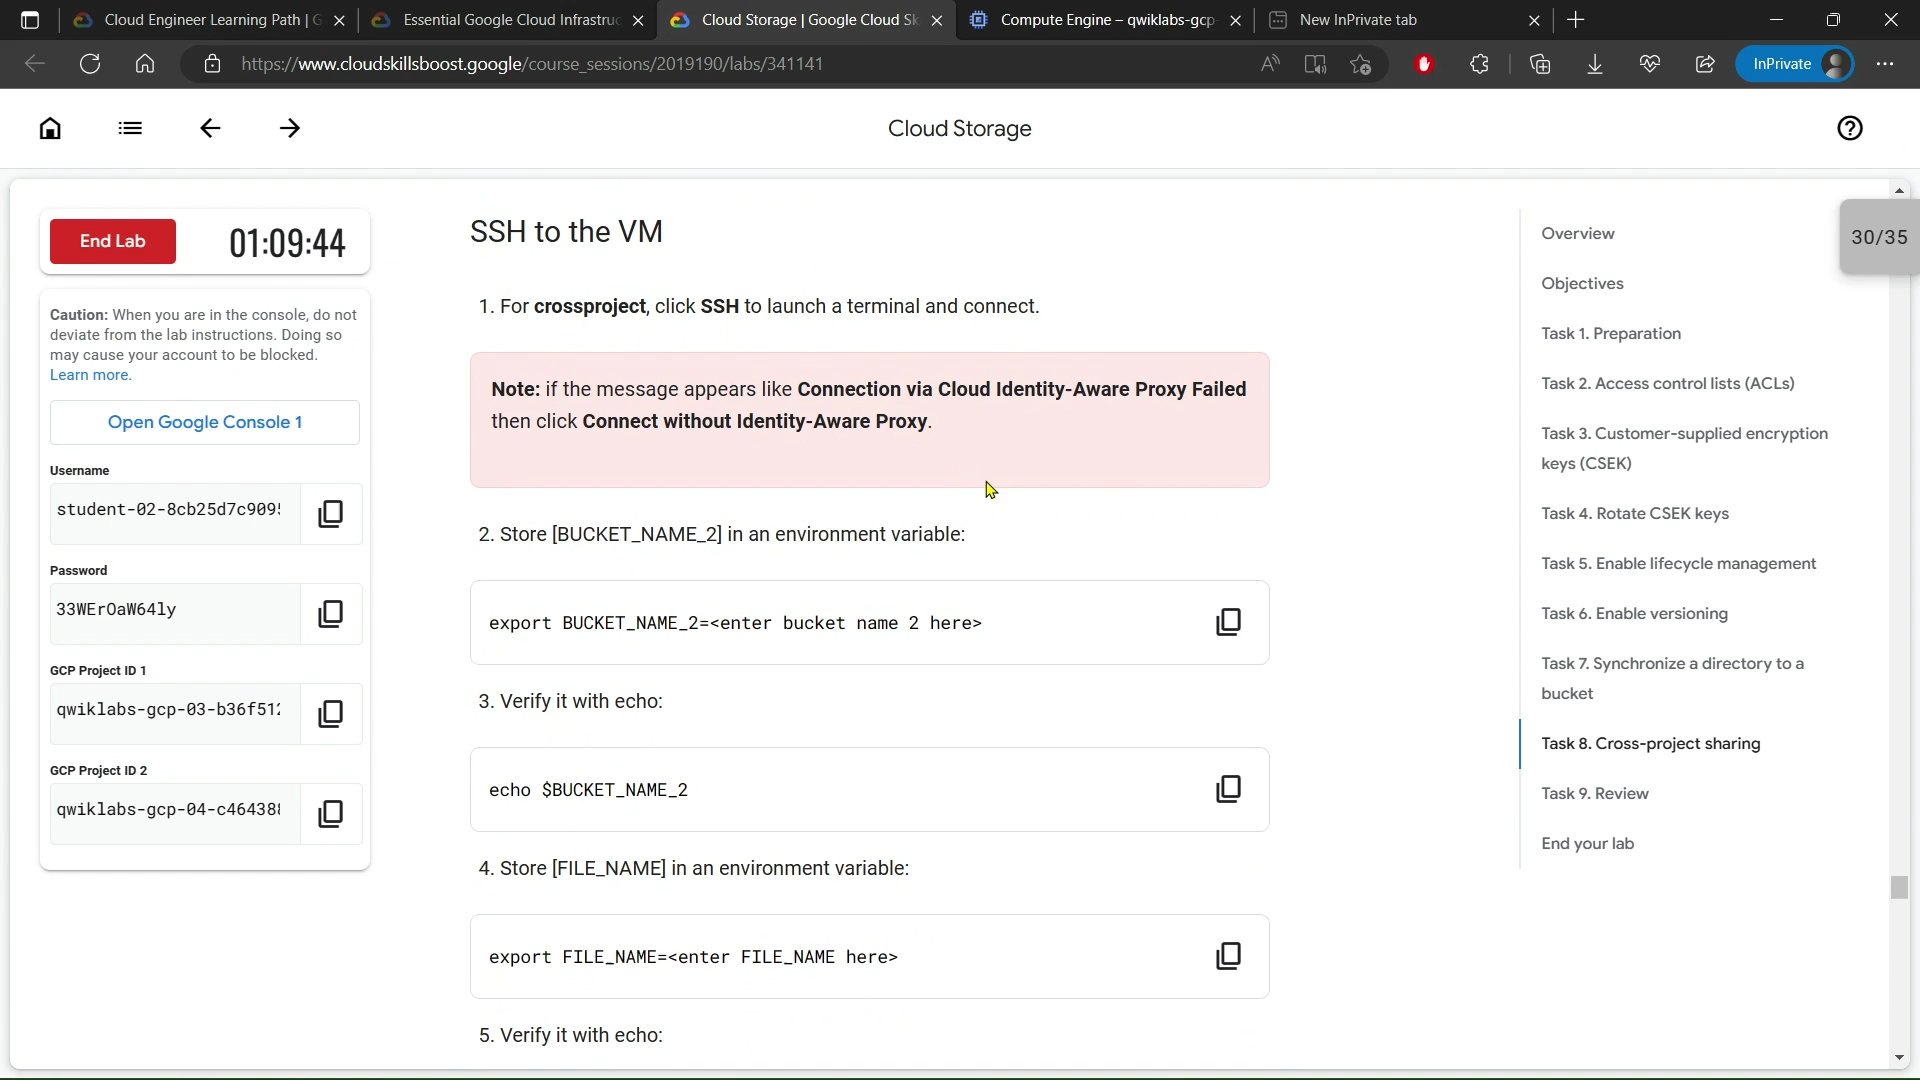 Cloud Engineer Learning Path | G
Essential Google Cloud Infrastruc
Cloud Storage | Google Cloud Sk
Compute Engine – qwiklabs-gcp-
New InPrivate tab
https://www.cloudskillsboost.google/course_sessions/2019190/labs/341141
InPrivate
Cloud Storage
End Lab
01:09:44
Caution: When you are in the console, do not
deviate from the lab instructions. Doing so
may cause your account to be blocked.
Learn more.
Open Google Console 1
Username
student-02-8cb25d7c909
Password
33WErOaW64ly
GCP Project ID 1
qwiklabs-gcp-03-b36f512
GCP Project ID 2
qwiklabs-gcp-04-c46438
SSH to the VM
1. For crossproject, click SSH to launch a terminal and connect.
Note: if the message appears like Connection via Cloud Identity-Aware Proxy Failed
then click Connect without Identity-Aware Proxy.
2. Store [BUCKET_NAME_2] in an environment variable:
export BUCKET_NAME_2=<enter bucket name 2 here>
3. Verify it with echo:
echo $BUCKET_NAME_2
4. Store [FILE_NAME] in an environment variable:
export FILE_NAME=<enter FILE_NAME here>
5. Verify it with echo:
Overview
Objectives
Task 1. Preparation
Task 2. Access control lists (ACLs)
Task 3. Customer-supplied encryption
keys (CSEK)
Task 4. Rotate CSEK keys
Task 5. Enable lifecycle management
Task 6. Enable versioning
Task 7. Synchronize a directory to a
bucket
Task 8. Cross-project sharing
Task 9. Review
End your lab
30/35